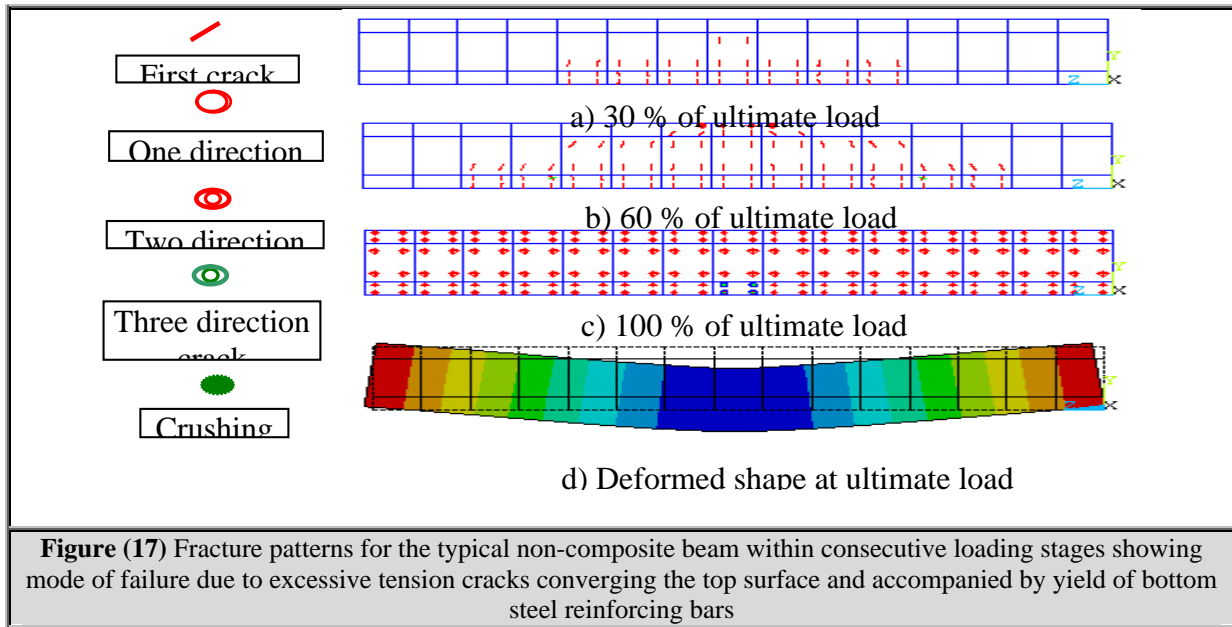 First crack
One direction
Two direction
Three direction
crack
Crushing
Y
Z X
a) 30 % of ultimate load
Y
Z X
b) 60 % of ultimate load
Y
Z X
c) 100 % of ultimate load
Y
Z X
d) Deformed shape at ultimate load
Figure (17) Fracture patterns for the typical non-composite beam within consecutive loading stages showing
mode of failure due to excessive tension cracks converging the top surface and accompanied by yield of bottom
steel reinforcing bars